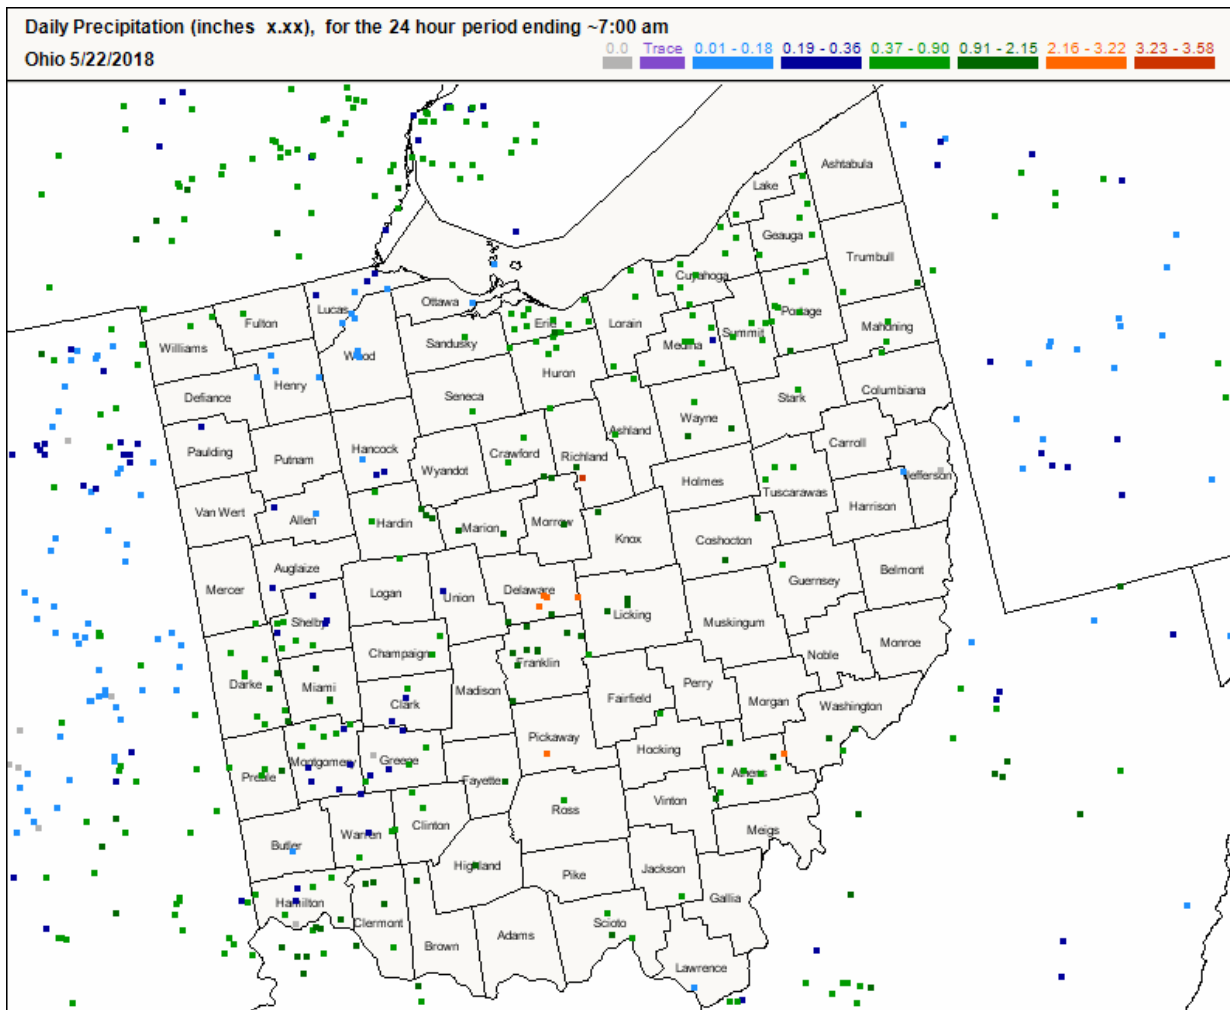 Daily Precipitation (inches x.xx), for the 24 hour period ending ~7:00 am
Ohio 5/22/2018
0.0 Trace 0.01 - 0.18 0.19 - 0.36 0.37 - 0.90 0.91 - 2.15 2.16 - 3.22 3.23 - 3.58
Ashtabula
Lake
Geauga
Trumbull
Cuyahoga
Ottawa
Lucas
Portage
Fulton
Erie
Lorain
Mahoning
Summit
Sandusky
Medina
Williams
Wood
Huron
Henry
Columbiana
Defiance
Seneca
Stark
Wayne
Ashland
Carroll
Hancock
Paulding
Crawford
Richland
Putnam
Wyandot
Jefferson
Holmes
Tuscarawas
Harrison
Van Wert
Allen
Hardin
Morrow
Marion
Knox
Coshocton
Auglaize
Belmont
Guernsey
Mercer
Logan
Delaware
Union
Licking
Shelby
Muskingum
Monroe
Champaign
Noble
Franklin
Darke
Miami
Perry
Madison
Fairfield
Morgan
Clark
Washington
Pickaway
Hocking
Montgomery
Greene
Athens
Preble
Fayette
Vinton
Ross
Clinton
Meigs
Warren
Butler
Highland
Jackson
Pike
Gallia
Hamilton
Clermont
Scioto
Adams
Brown
Lawrence